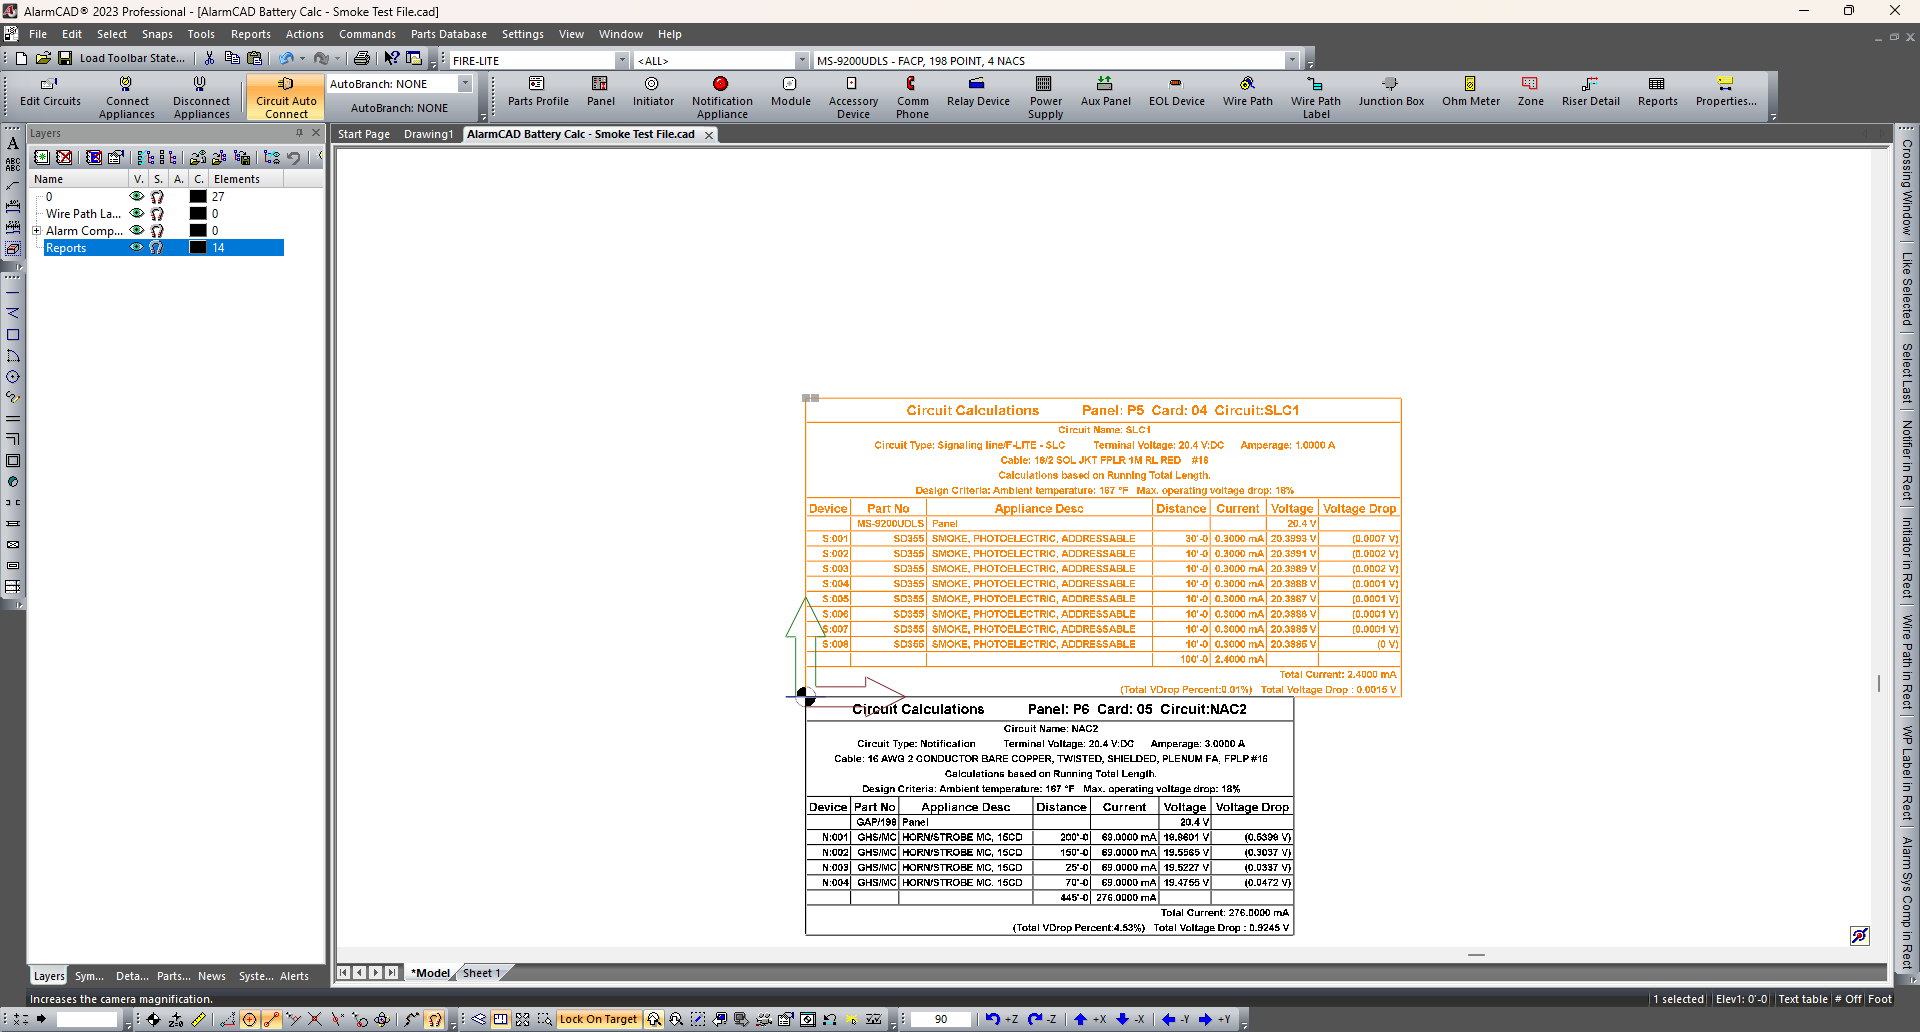 AlarmCAD® 2023 Professional - [AlarmCAD Battery Calc - Smoke Test File.cad]
File Edit Select Snaps Tools Reports Actions Commands Parts Database Settings View Window Help
Load Toolbar State... FIRE-LITE <ALL> MS-9200UDLS - FACP, 198 POINT, 4 NACS
Edit Circuits Connect Appliances Disconnect Appliances Circuit Auto Connect AutoBranch: NONE
AutoBranch: NONE
Parts Profile Panel Initiator Notification Appliance Module Accessory Device Comm Phone Relay Device Power Supply Aux Panel EOL Device Wire Path Wire Path Label Junction Box Ohm Meter Zone Riser Detail Reports Properties...
Layers
Start Page Drawing1 AlarmCAD Battery Calc - Smoke Test File.cad
Name V. S. A. C. Elements
0 27
Wire Path La... 0
Alarm Comp... 0
Reports 14
Circuit Calculations Panel: P5 Card: 04 Circuit:SLC1
Circuit Name: SLC1
Circuit Type: Signaling line/F-LITE - SLC Terminal Voltage: 20.4 V:DC Amperage: 1.0000 A
Cable: 16/2 SOL JKT FPLR 1M RL RED #16
Calculations based on Running Total Length.
Design Criteria: Ambient temperature: 167 °F Max. operating voltage drop: 18%
Device Part No Appliance Desc Distance Current Voltage Voltage Drop
MS-9200UDLS Panel 20.4 V
S:001 SD355 SMOKE, PHOTOELECTRIC, ADDRESSABLE 30'-0 0.3000 mA 20.3993 V (0.0007 V)
S:002 SD355 SMOKE, PHOTOELECTRIC, ADDRESSABLE 10'-0 0.3000 mA 20.3991 V (0.0002 V)
S:003 SD355 SMOKE, PHOTOELECTRIC, ADDRESSABLE 10'-0 0.3000 mA 20.3989 V (0.0002 V)
S:004 SD355 SMOKE, PHOTOELECTRIC, ADDRESSABLE 10'-0 0.3000 mA 20.3988 V (0.0001 V)
S:005 SD355 SMOKE, PHOTOELECTRIC, ADDRESSABLE 10'-0 0.3000 mA 20.3987 V (0.0001 V)
S:006 SD355 SMOKE, PHOTOELECTRIC, ADDRESSABLE 10'-0 0.3000 mA 20.3986 V (0.0001 V)
S:007 SD355 SMOKE, PHOTOELECTRIC, ADDRESSABLE 10'-0 0.3000 mA 20.3985 V (0.0001 V)
S:008 SD355 SMOKE, PHOTOELECTRIC, ADDRESSABLE 10'-0 0.3000 mA 20.3985 V (0 V)
100'-0 2.4000 mA
Total Current: 2.4000 mA
(Total VDrop Percent:0.01%) Total Voltage Drop : 0.0015 V
Circuit Calculations Panel: P6 Card: 05 Circuit:NAC2
Circuit Name: NAC2
Circuit Type: Notification Terminal Voltage: 20.4 V:DC Amperage: 3.0000 A
Cable: 16 AWG 2 CONDUCTOR BARE COPPER, TWISTED, SHIELDED, PLENUM FA, FPLP #16
Calculations based on Running Total Length.
Design Criteria: Ambient temperature: 167 °F Max. operating voltage drop: 18%
Device Part No Appliance Desc Distance Current Voltage Voltage Drop
GAP/198 Panel 20.4 V
N:001 GHS/MC HORN/STROBE MC, 15CD 200'-0 69.0000 mA 19.8601 V (0.5399 V)
N:002 GHS/MC HORN/STROBE MC, 15CD 150'-0 69.0000 mA 19.5565 V (0.3037 V)
N:003 GHS/MC HORN/STROBE MC, 15CD 25'-0 69.0000 mA 19.5227 V (0.0337 V)
N:004 GHS/MC HORN/STROBE MC, 15CD 70'-0 69.0000 mA 19.4755 V (0.0472 V)
445'-0 276.0000 mA
Total Current: 276.0000 mA
(Total VDrop Percent:4.53%) Total Voltage Drop : 0.9245 V
Crossing Window
Like Selected
Select Last
Notifier in Rect
Initiator in Rect
Wire Path in Rect
WP Label in Rect
Alarm Sys Comp in Rect
Layers Sym... Deta... Parts... News Syste... Alerts
*Model Sheet 1
Increases the camera magnification. 1 selected Elev1: 0'-0 Text table # Off Foot
Lock On Target 90 +Z -Z +X -X -Y +Y